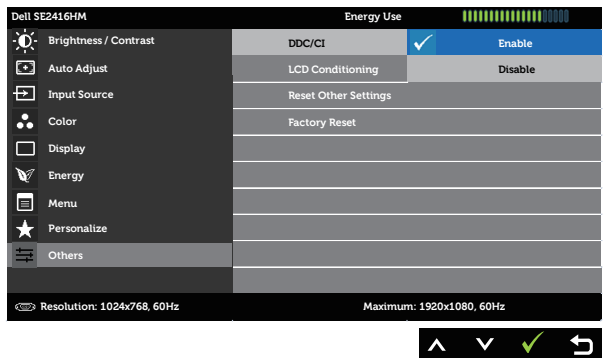 Dell SE2416HM Energy Use
Brightness / Contrast DDC/CI Enable
Auto Adjust LCD Conditioning Disable
Input Source Reset Other Settings
Color Factory Reset
Display
Energy
Menu
Personalize
Others
Resolution: 1024x768, 60Hz Maximum: 1920x1080, 60Hz